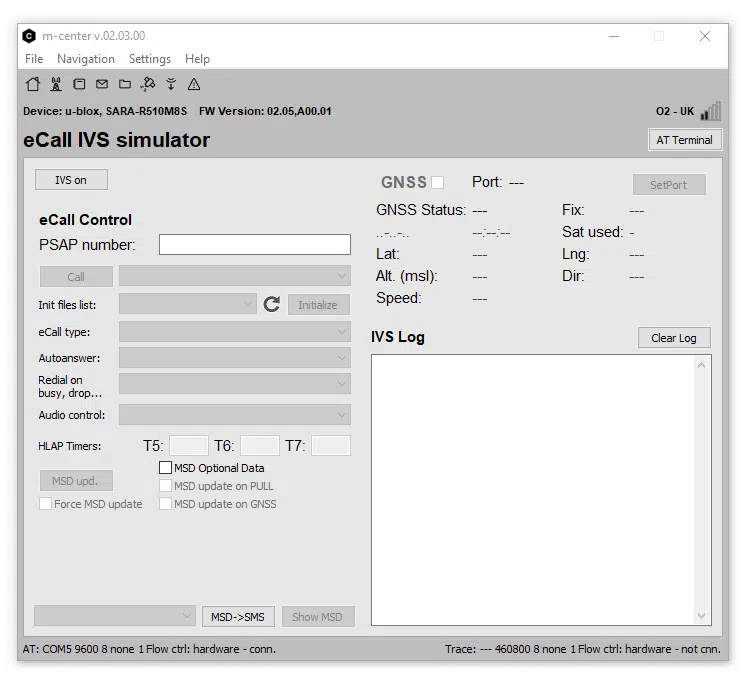 m-center v.02.03.00
File Navigation Settings Help
Device: u-blox, SARA-R510M8S FW Version: 02.05,A00.01
O2 - UK
eCall IVS simulator
AT Terminal
IVS on
GNSS
Port: ---
SetPort
GNSS Status: ---
Fix: ---
..-..-..
--:--:--
Sat used: -
Lat: ---
Lng: ---
Alt. (msl): ---
Dir: ---
Speed: ---
eCall Control
PSAP number:
Call
Init files list:
Initialize
eCall type:
Autoanswer:
Redial on
busy, drop...
Audio control:
HLAP Timers: T5: T6: T7:
MSD upd.
MSD Optional Data
MSD update on PULL
Force MSD update
MSD update on GNSS
MSD->SMS
Show MSD
IVS Log
Clear Log
AT: COM5 9600 8 none 1 Flow ctrl: hardware - conn.
Trace: --- 460800 8 none 1 Flow ctrl: hardware - not cnn.